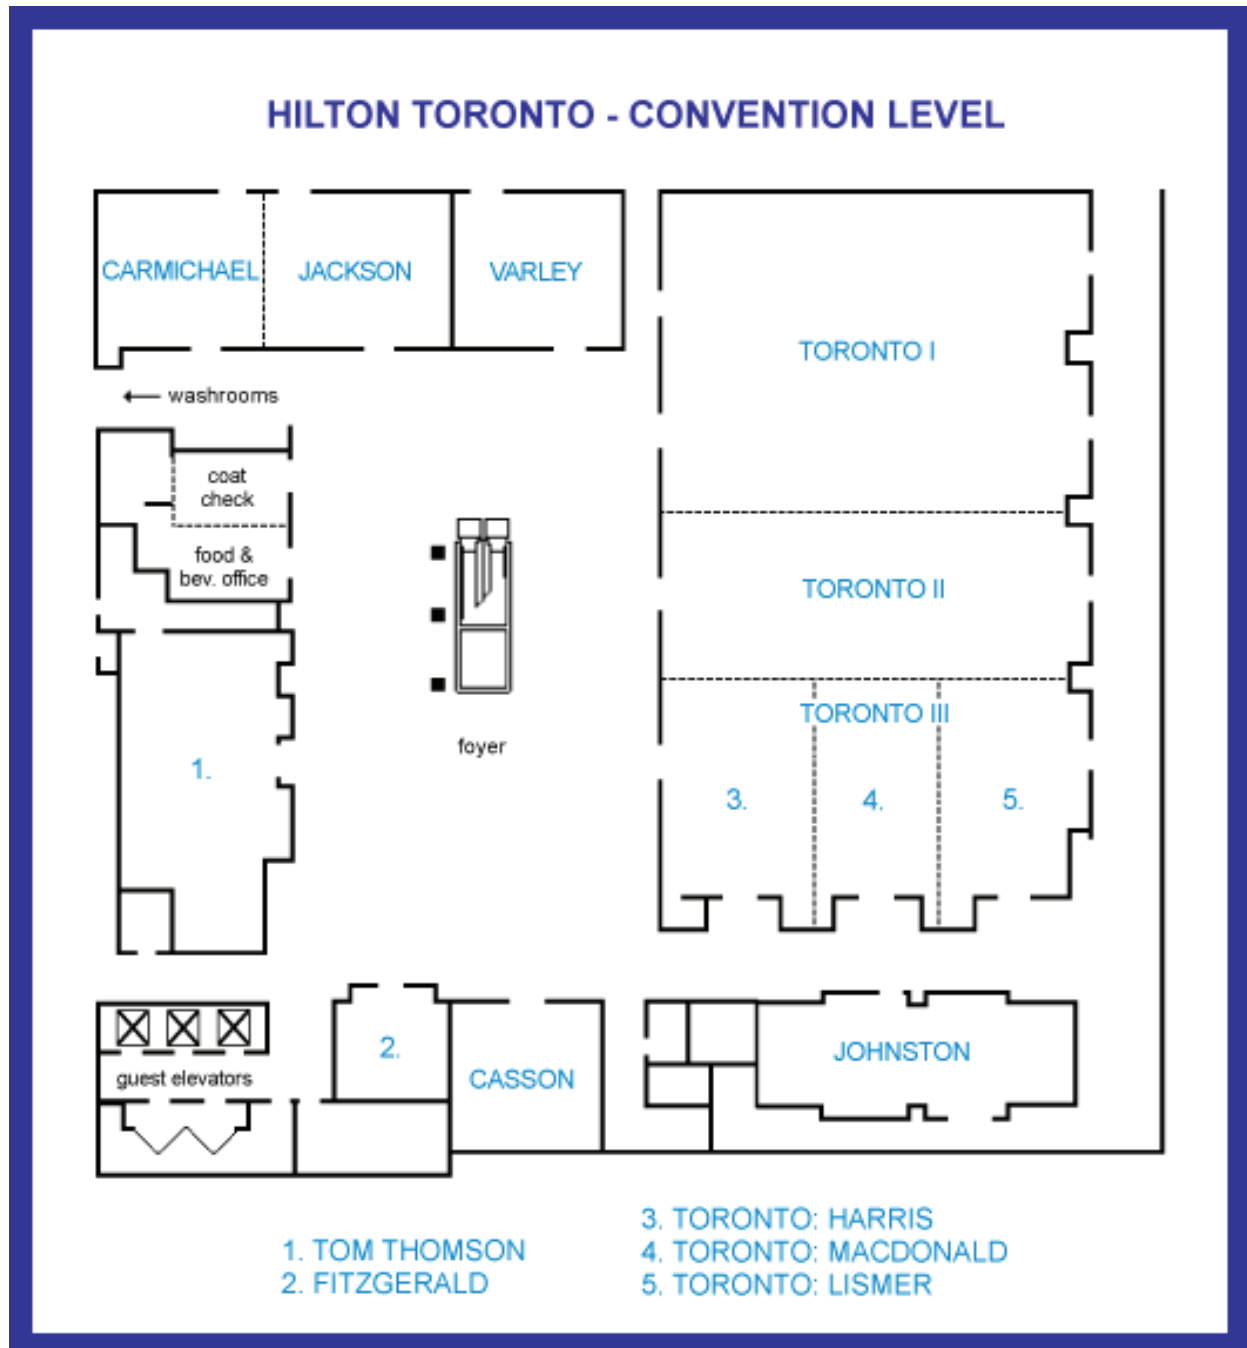 HILTON TORONTO - CONVENTION LEVEL
CARMICHAEL
JACKSON
VARLEY
TORONTO I
washrooms
coat
check
food &
bev. office
TORONTO II
TORONTO III
foyer
1.
3.
4.
5.
2.
JOHNSTON
guest elevators
CASSON
1. TOM THOMSON
2. FITZGERALD
3. TORONTO: HARRIS
4. TORONTO: MACDONALD
5. TORONTO: LISMER